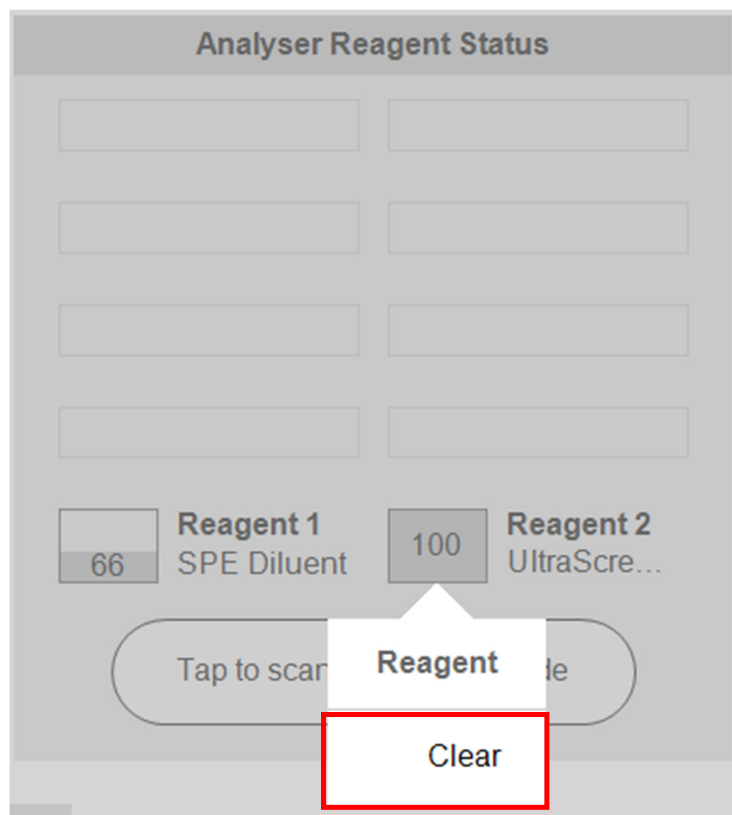 Analyser Reagent Status
Reagent 1
66
SPE Diluent
100
Reagent 2
UltraScre...
Tap to scan
de
Reagent
Clear